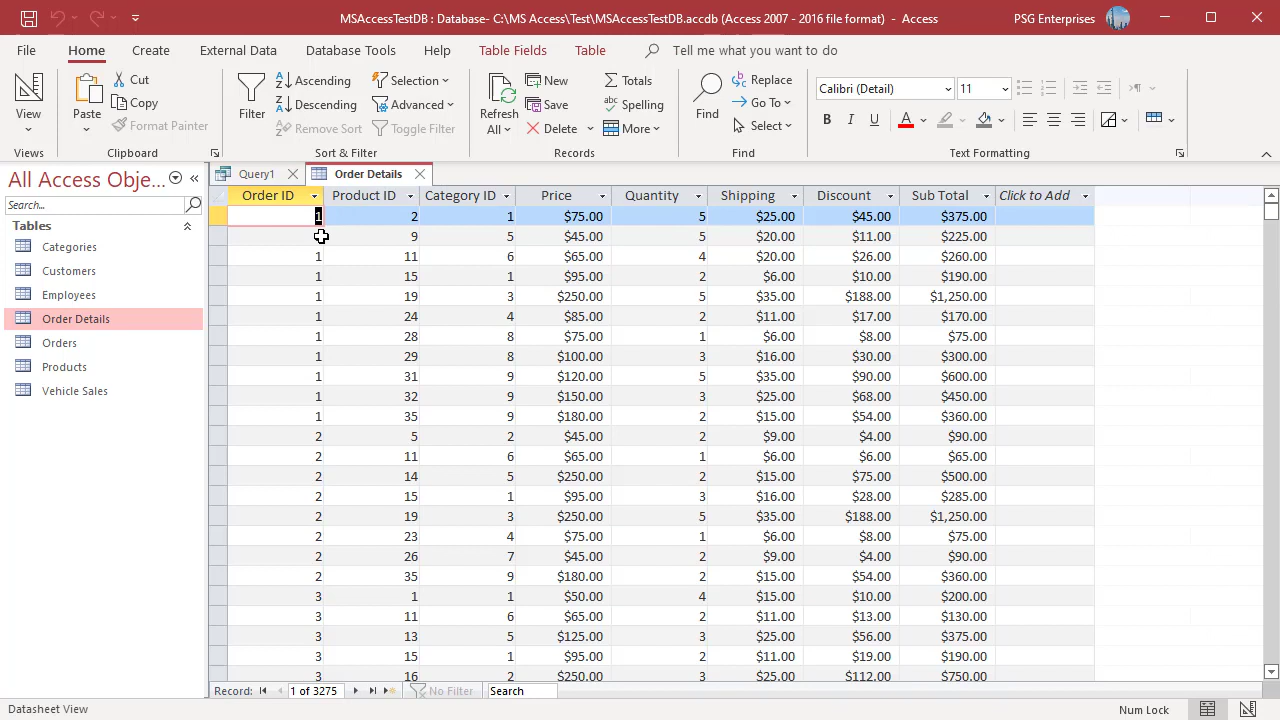 MSAccessTestDB : Database- C:\MS Access\Test\MSAccessTestDB.accdb (Access 2007 - 2016 file format) - Access
PSG Enterprises
File Home Create External Data Database Tools Help Table Fields Table Tell me what you want to do
View
Views
Paste
Cut
Copy
Format Painter
Clipboard
Filter
Ascending
Descending
Remove Sort
Selection
Advanced
Toggle Filter
Sort & Filter
Refresh
All
New
Save
Delete
Totals
Spelling
More
Records
Find
Replace
Go To
Select
Find
Calibri (Detail) 11
B I U A
Text Formatting
All Access Obje...
Search...
Tables
Categories
Customers
Employees
Order Details
Orders
Products
Vehicle Sales
Query1 Order Details
Order ID Product ID Category ID Price Quantity Shipping Discount Sub Total Click to Add
1 2 1 $75.00 5 $25.00 $45.00 $375.00
9 5 $45.00 5 $20.00 $11.00 $225.00
1 11 6 $65.00 4 $20.00 $26.00 $260.00
1 15 1 $95.00 2 $6.00 $10.00 $190.00
1 19 3 $250.00 5 $35.00 $188.00 $1,250.00
1 24 4 $85.00 2 $11.00 $17.00 $170.00
1 28 8 $75.00 1 $6.00 $8.00 $75.00
1 29 8 $100.00 3 $16.00 $30.00 $300.00
1 31 9 $120.00 5 $35.00 $90.00 $600.00
1 32 9 $150.00 3 $25.00 $68.00 $450.00
1 35 9 $180.00 2 $15.00 $54.00 $360.00
2 5 2 $45.00 2 $9.00 $4.00 $90.00
2 11 6 $65.00 1 $6.00 $6.00 $65.00
2 14 5 $250.00 2 $15.00 $75.00 $500.00
2 15 1 $95.00 3 $16.00 $28.00 $285.00
2 19 3 $250.00 5 $35.00 $188.00 $1,250.00
2 23 4 $75.00 1 $6.00 $8.00 $75.00
2 26 7 $45.00 2 $9.00 $4.00 $90.00
2 35 9 $180.00 2 $15.00 $54.00 $360.00
3 1 1 $50.00 4 $15.00 $10.00 $200.00
3 11 6 $65.00 2 $11.00 $13.00 $130.00
3 13 5 $125.00 3 $25.00 $56.00 $375.00
3 15 1 $95.00 2 $11.00 $19.00 $190.00
3 16 2 $250.00 3 $25.00 $112.00 $750.00
Record: 1 of 3275 No Filter Search
Datasheet View
Num Lock